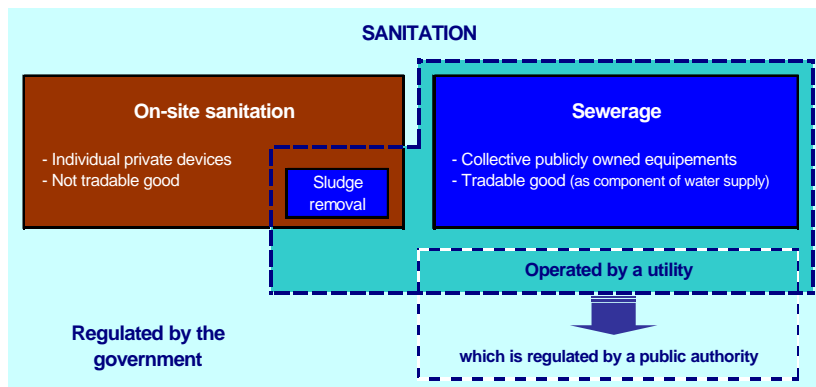 SANITATION
On-site sanitation
- Individual private devices
- Not tradable good
Sludge
removal
Sewerage
- Collective publicly owned equipements
- Tradable good (as component of water supply)
Operated by a utility
which is regulated by a public authority
Regulated by the
government